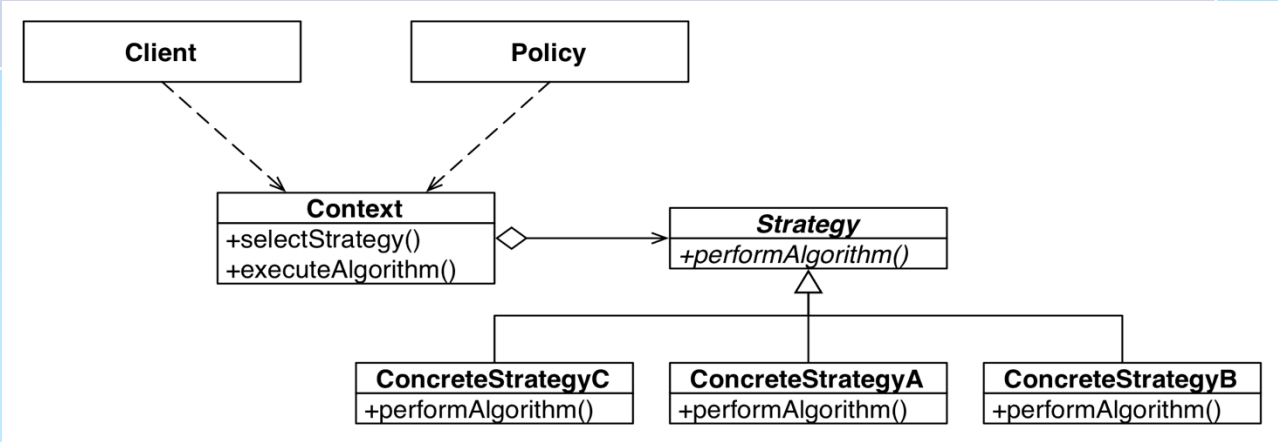 Client
Policy
Context
+selectStrategy()
+executeAlgorithm()
Strategy
+performAlgorithm()
ConcreteStrategyC
+performAlgorithm()
ConcreteStrategyA
+performAlgorithm()
ConcreteStrategyB
+performAlgorithm()